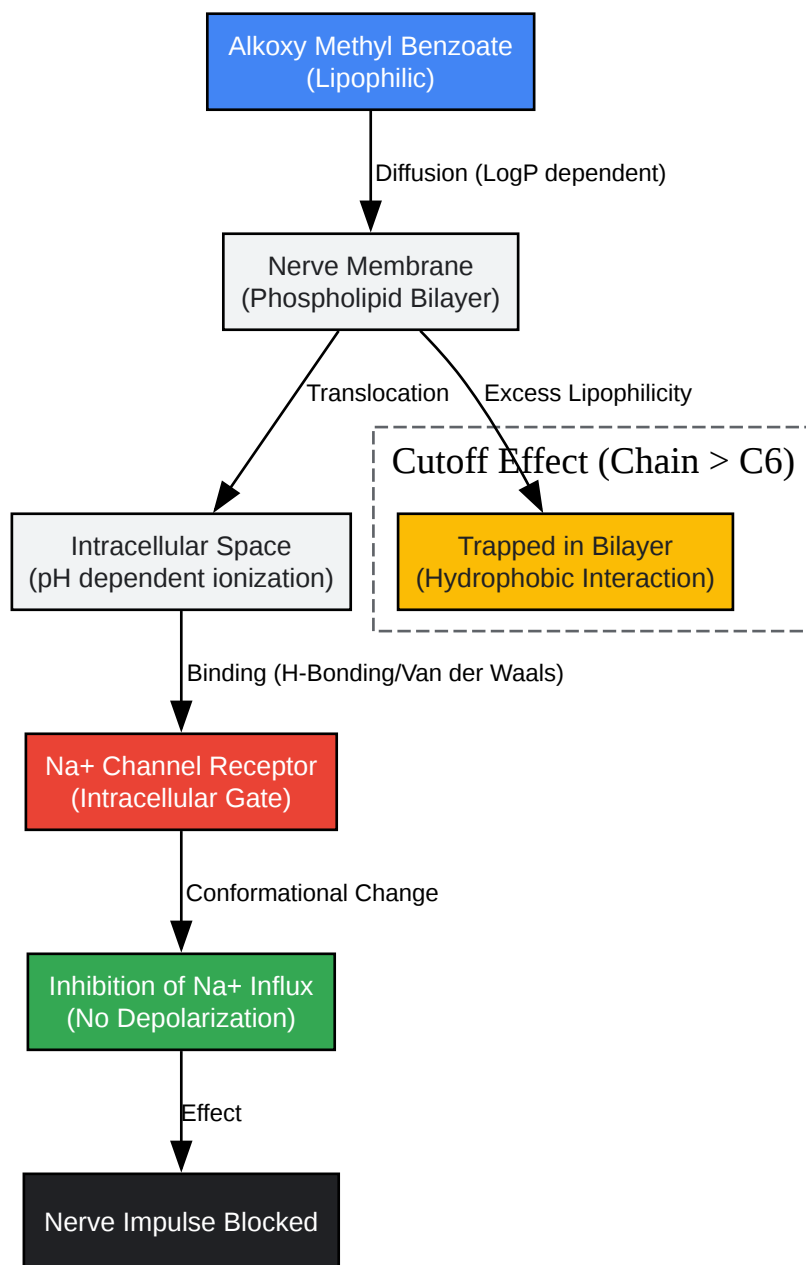 Alkoxy Methyl Benzoate
(Lipophilic)
Diffusion (LogP dependent)
Nerve Membrane
(Phospholipid Bilayer)
Translocation
Excess Lipophilicity
Cutoff Effect (Chain > C6)
Intracellular Space
(pH dependent ionization)
Trapped in Bilayer
(Hydrophobic Interaction)
Binding (H-Bonding/Van der Waals)
Na+ Channel Receptor
(Intracellular Gate)
Conformational Change
Inhibition of Na+ Influx
(No Depolarization)
Effect
Nerve Impulse Blocked